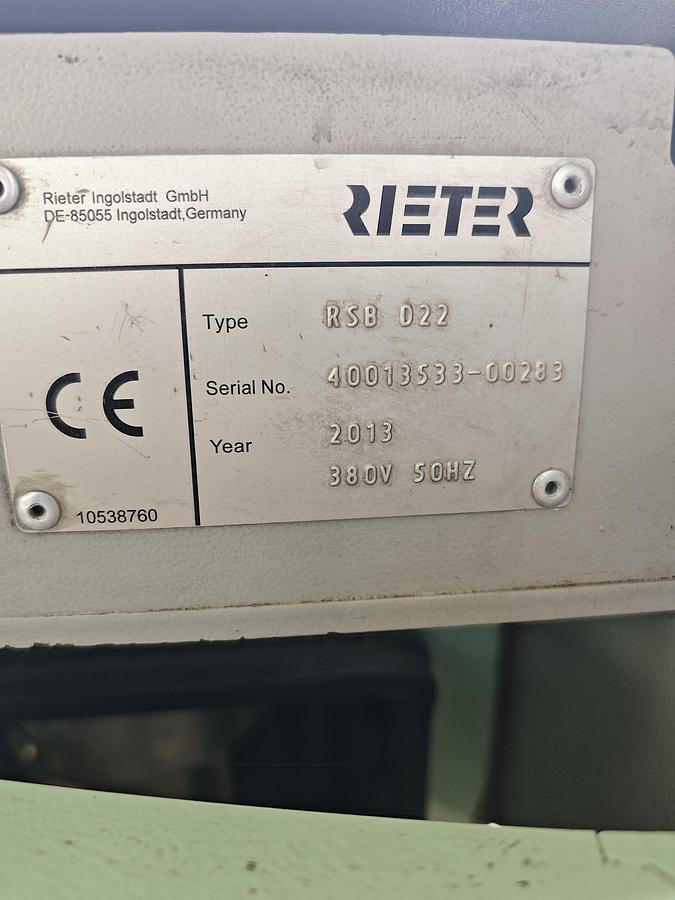 Rieter Ingolstadt GmbH
DE-85055 Ingolstadt,Germany
RIETER
Type RSB D22
Serial No. 40013533-00283
Year 2013
380V 50HZ
CE
10538760